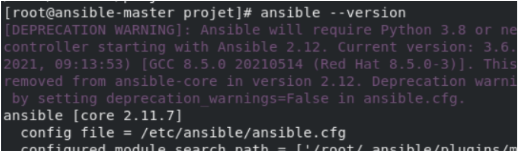 [root@ansible-master projet]# ansible --version
[DEPRECATION WARNING]: Ansible will require Python 3.8 or ne
controller starting with Ansible 2.12. Current version: 3.6.
2021, 09:13:53) [GCC 8.5.0 20210514 (Red Hat 8.5.0-3)]. This
removed from ansible-core in version 2.12. Deprecation warni
by setting deprecation_warnings=False in ansible.cfg.
ansible [core 2.11.7]
config file = /etc/ansible/ansible.cfg
configured module search path = ['/root/.ansible/plugins/m